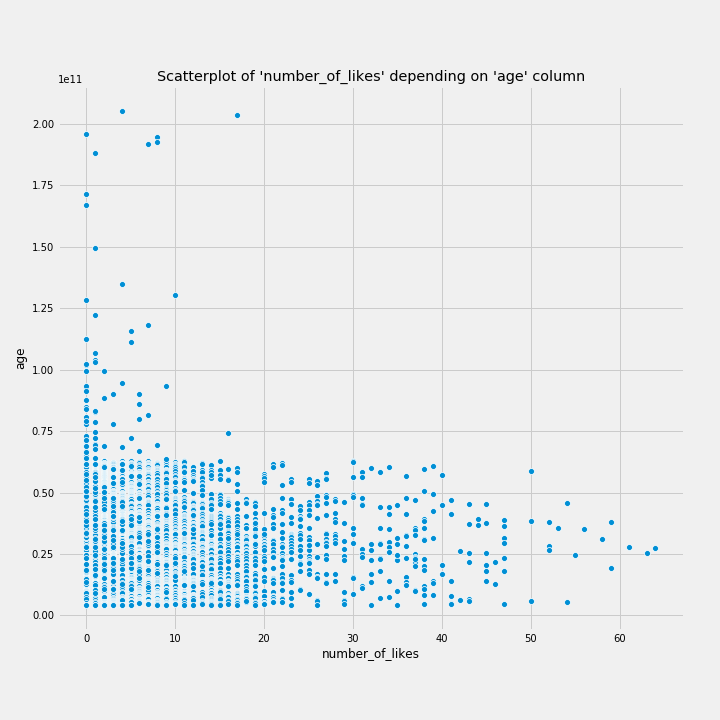 Scatterplot of 'number_of_likes' depending on 'age' column
1e11
2.00
1.75
1.50
1.25
1.00
0.75
0.50
0.25
0.00
age
0 10 20 30 40 50 60
number_of_likes